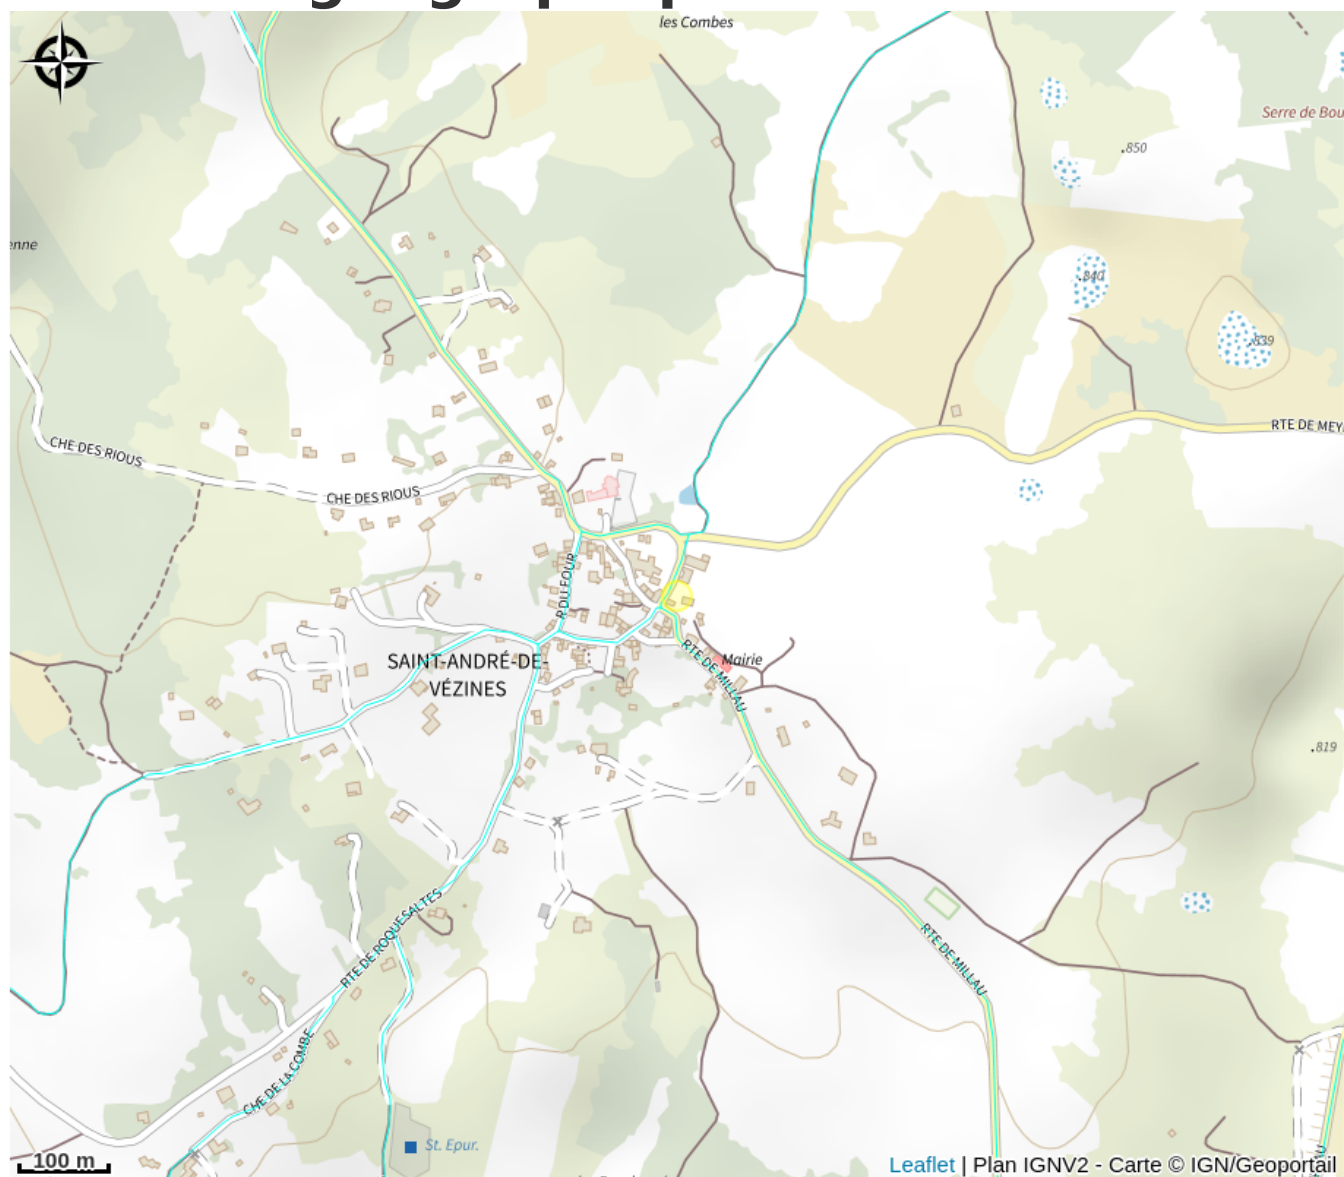 les Combes
Serre de Bou
850
enne
840
839
RTE DE MEY
CHE DES RIOUS
CHE DES RIOUS
R DU FOUR
SAINT-ANDRÉ-DE-
VÉZINES
Mairie
RTE DE MILLAU
819
RTE DE ROQUESALTES
RTE DE MILLAU
CHE DE LA COMBE
St. Epur.
100 m
Leaflet | Plan IGNV2 - Carte © IGN/Geoportail